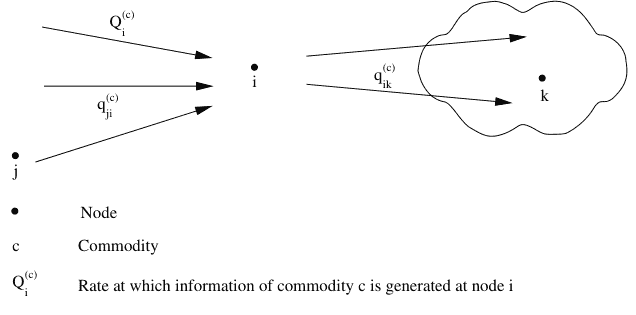 Q_i^(c)
i
q_ik^(c)
k
q_ji^(c)
j
Node
c Commodity
Q_i^(c) Rate at which information of commodity c is generated at node i